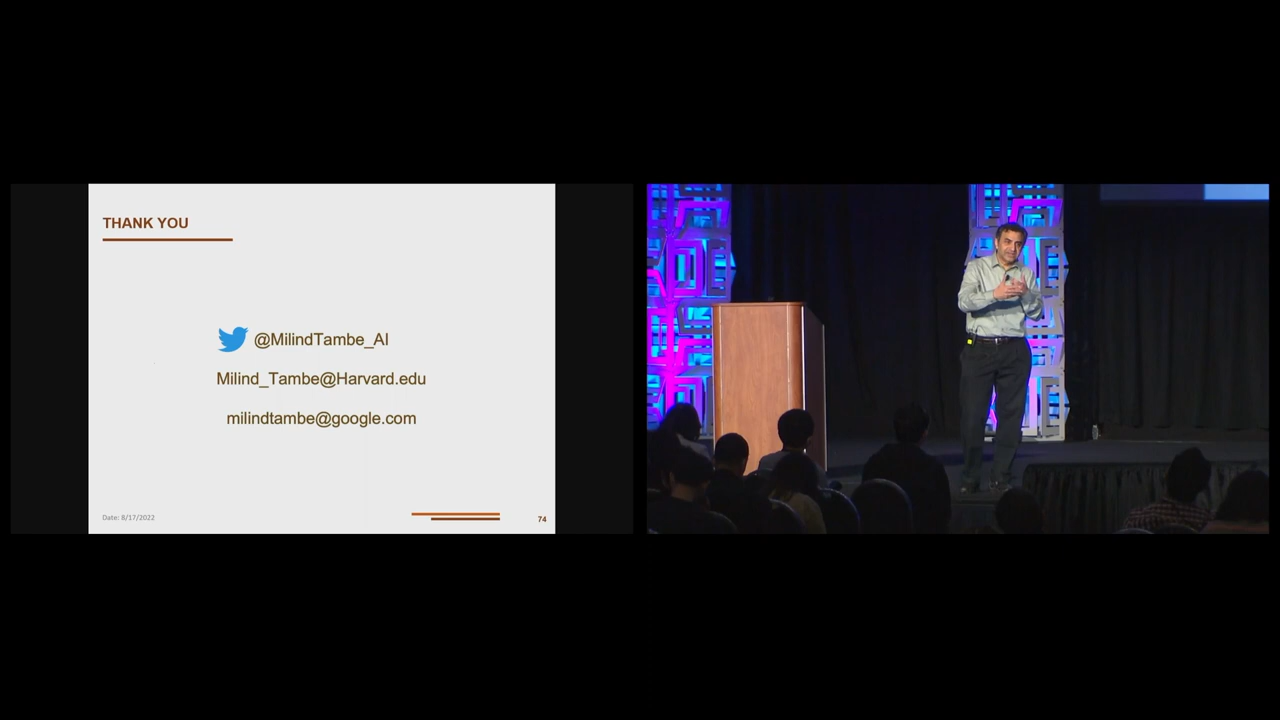 THANK YOU
@MilindTambe_AI
Milind_Tambe@Harvard.edu
milindtambe@google.com
Date: 8/17/2022
74